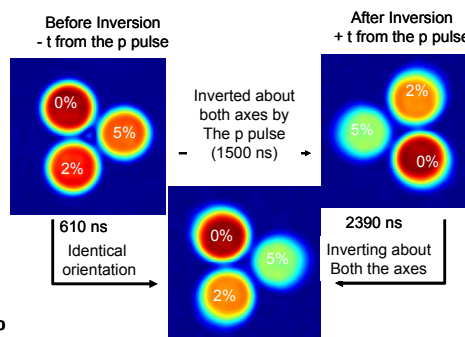 Before Inversion
- t from the p pulse
After Inversion
+ t from the p pulse
0%
5%
2%
Inverted about
both axes by
The p pulse
(1500 ns)
2%
5%
0%
610 ns
Identical
orientation
0%
5%
2%
2390 ns
Inverting about
Both the axes